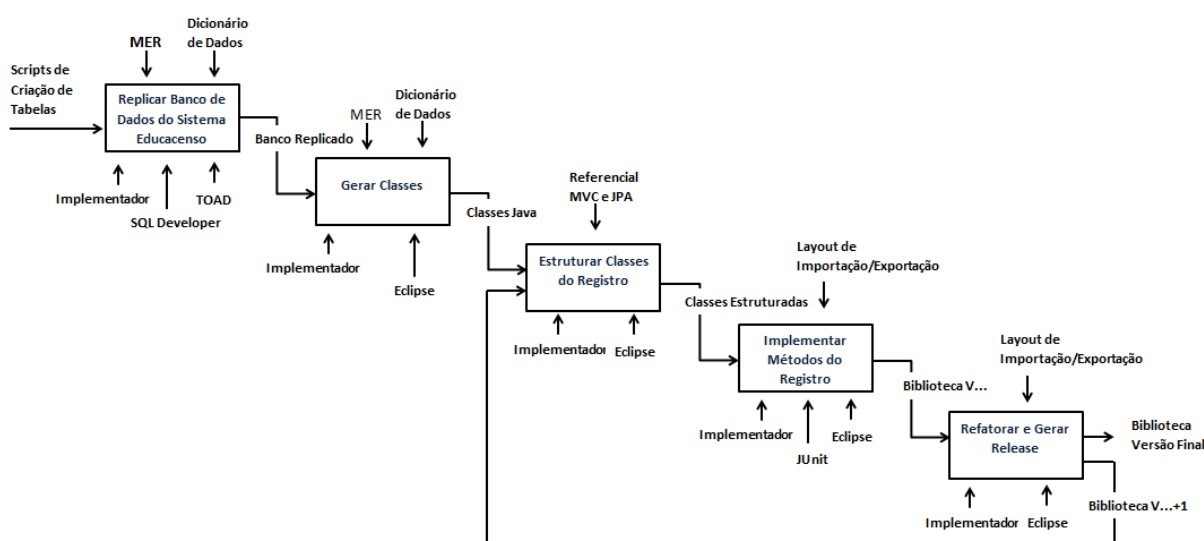 MER
Dicionário
de Dados
Scripts de
Criação de
Tabelas
Replicar Banco de
Dados do Sistema
Educacenso
Implementador
SQL Developer
TOAD
Banco Replicado
MER
Dicionário
de Dados
Gerar Classes
Implementador
Eclipse
Classes Java
Referencial
MVC e JPA
Estruturar Classes
do Registro
Implementador
Eclipse
Classes Estruturadas
Layout de
Importação/Exportação
Implementar
Métodos do
Registro
Implementador
JUnit
Eclipse
Biblioteca V...
Layout de
Importação/Exportação
Refatorar e Gerar
Release
Implementador
Eclipse
Biblioteca
Versão Final
Biblioteca V...+1